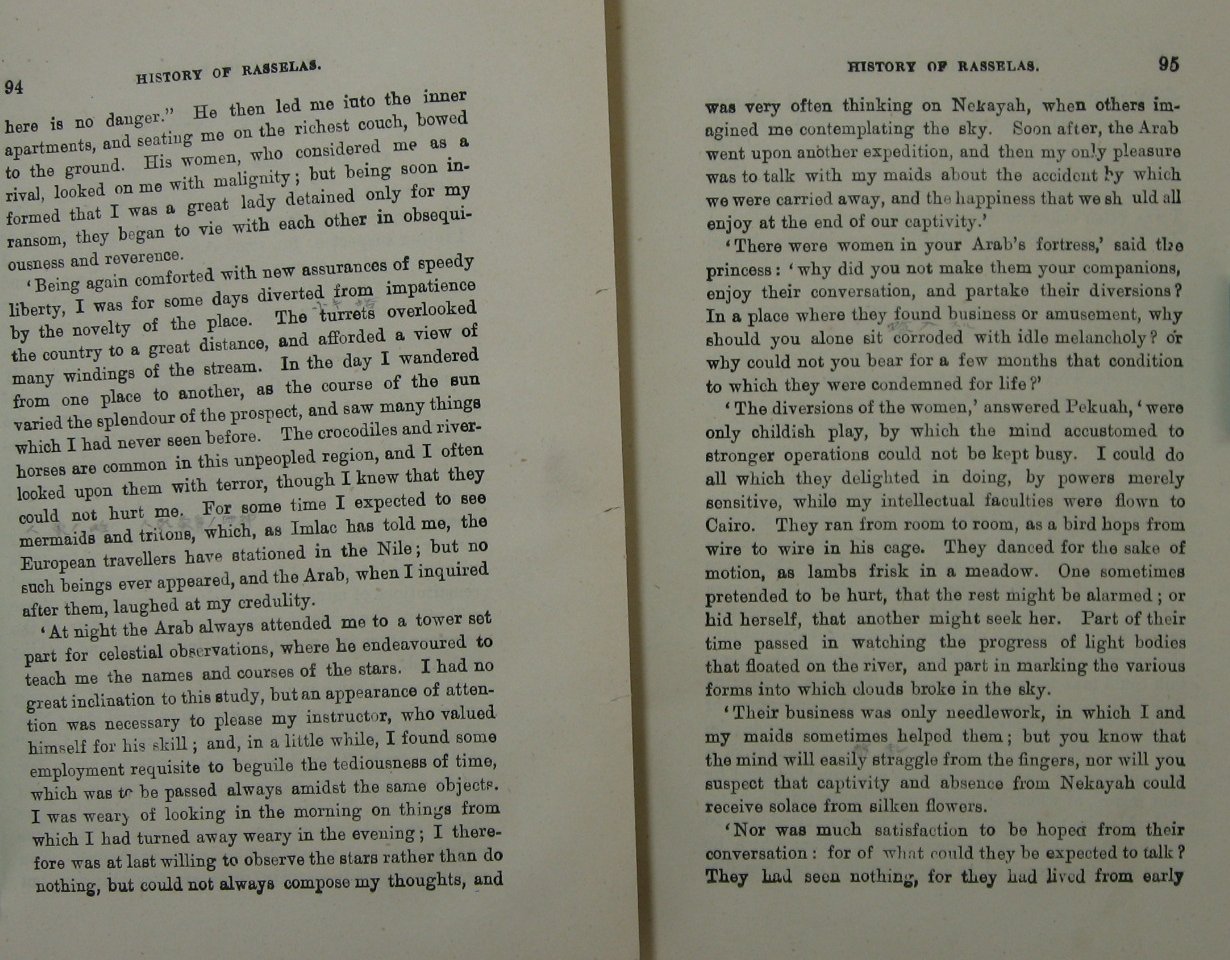 94
HISTORY OF RASSELAS.
here is no danger.” He then led me into the inner
apartments, and seating me on the richest couch, bowed
to the ground. His women, who considered me as a
rival, looked on me with malignity; but being soon in-
formed that I was a great lady detained only for my
ransom, they began to vie with each other in obsequi-
ousness and reverence.
‘Being again comforted with new assurances of speedy
liberty, I was for some days diverted from impatience
by the novelty of the place. The turrets overlooked
the country to a great distance, and afforded a view of
many windings of the stream. In the day I wandered
from one place to another, as the course of the sun
varied the splendour of the prospect, and saw many things
which I had never seen before. The crocodiles and river-
horses are common in this unpeopled region, and I often
looked upon them with terror, though I knew that they
could not hurt me. For some time I expected to see
mermaids and tritons, which, as Imlac has told me, the
European travellers have stationed in the Nile; but no
such beings ever appeared, and the Arab, when I inquired
after them, laughed at my credulity.
‘At night the Arab always attended me to a tower set
part for celestial observations, where he endeavoured to
teach me the names and courses of the stars. I had no
great inclination to this study, but an appearance of atten-
tion was necessary to please my instructor, who valued
himself for his skill; and, in a little while, I found some
employment requisite to beguile the tediousness of time,
which was to be passed always amidst the same objects.
I was weary of looking in the morning on things from
which I had turned away weary in the evening; I there-
fore was at last willing to observe the stars rather than do
nothing, but could not always compose my thoughts, and
HISTORY OF RASSELAS.
95
was very often thinking on Nekayah, when others im-
agined me contemplating the sky. Soon after, the Arab
went upon another expedition, and then my only pleasure
was to talk with my maids about the accident by which
we were carried away, and the happiness that we sh uld all
enjoy at the end of our captivity.’
‘There were women in your Arab’s fortress,’ said the
princess: ‘why did you not make them your companions,
enjoy their conversation, and partake their diversions?
In a place where they found business or amusement, why
should you alone sit corroded with idle melancholy? or
why could not you bear for a few months that condition
to which they were condemned for life?’
‘The diversions of the women,’ answered Pekuah, ‘were
only childish play, by which the mind accustomed to
stronger operations could not be kept busy. I could do
all which they delighted in doing, by powers merely
sensitive, while my intellectual faculties were flown to
Cairo. They ran from room to room, as a bird hops from
wire to wire in his cage. They danced for the sake of
motion, as lambs frisk in a meadow. One sometimes
pretended to be hurt, that the rest might be alarmed; or
hid herself, that another might seek her. Part of their
time passed in watching the progress of light bodies
that floated on the river, and part in marking the various
forms into which clouds broke in the sky.
‘Their business was only needlework, in which I and
my maids sometimes helped them; but you know that
the mind will easily straggle from the fingers, nor will you
suspect that captivity and absence from Nekayah could
receive solace from silken flowers.
‘Nor was much satisfaction to be hoped from their
conversation: for of what could they be expected to talk?
They had seen nothing, for they had lived from early